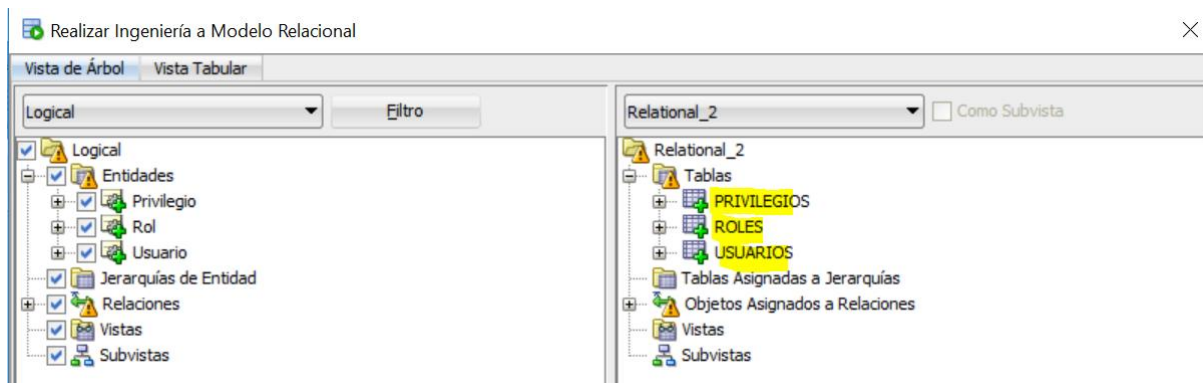 Realizar Ingeniería a Modelo Relacional
Vista de Árbol Vista Tabular
Logical Filtro
Logical
Entidades
Privilegio
Rol
Usuario
Jerarquías de Entidad
Relaciones
Vistas
Subvistas
Relational_2 Como Subvista
Relational_2
Tablas
PRIVILEGIOS
ROLES
USUARIOS
Tablas Asignadas a Jerarquías
Objetos Asignados a Relaciones
Vistas
Subvistas